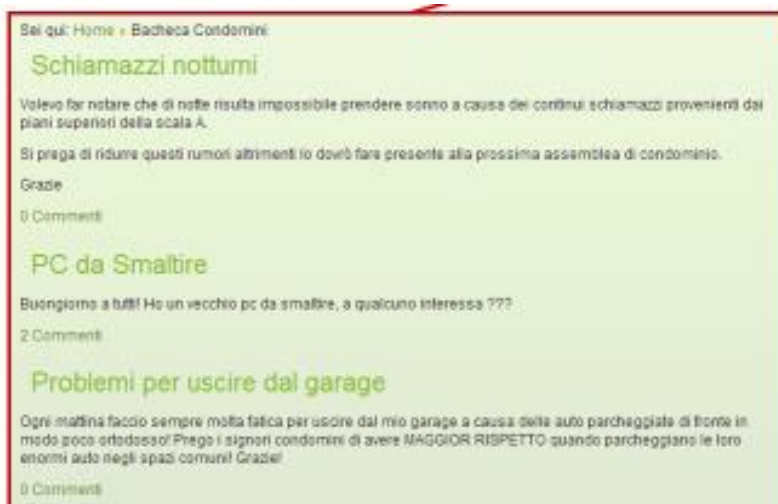 Sei qui: Home » Bacheca Condomini
Schiamazzi notturni
Volevo far notare che di notte risulta impossibile prendere sonno a causa dei continui schiamazzi provenienti dai
piani superiori della scala A.
Si prega di ridurre questi rumori altrimenti lo dovrò fare presente alla prossima assemblea di condominio.
Grazie
0 Commenti
PC da Smaltire
Buongiorno a tutti! Ho un vecchio pc da smaltire, a qualcuno interessa ???
2 Commenti
Problemi per uscire dal garage
Ogni mattina faccio sempre molta fatica per uscire dal mio garage a causa delle auto parcheggiate di fronte in
modo poco ortodosso! Prego i signori condomini di avere MAGGIOR RISPETTO quando parcheggiano le loro
enormi auto negli spazi comuni! Grazie!
0 Commenti